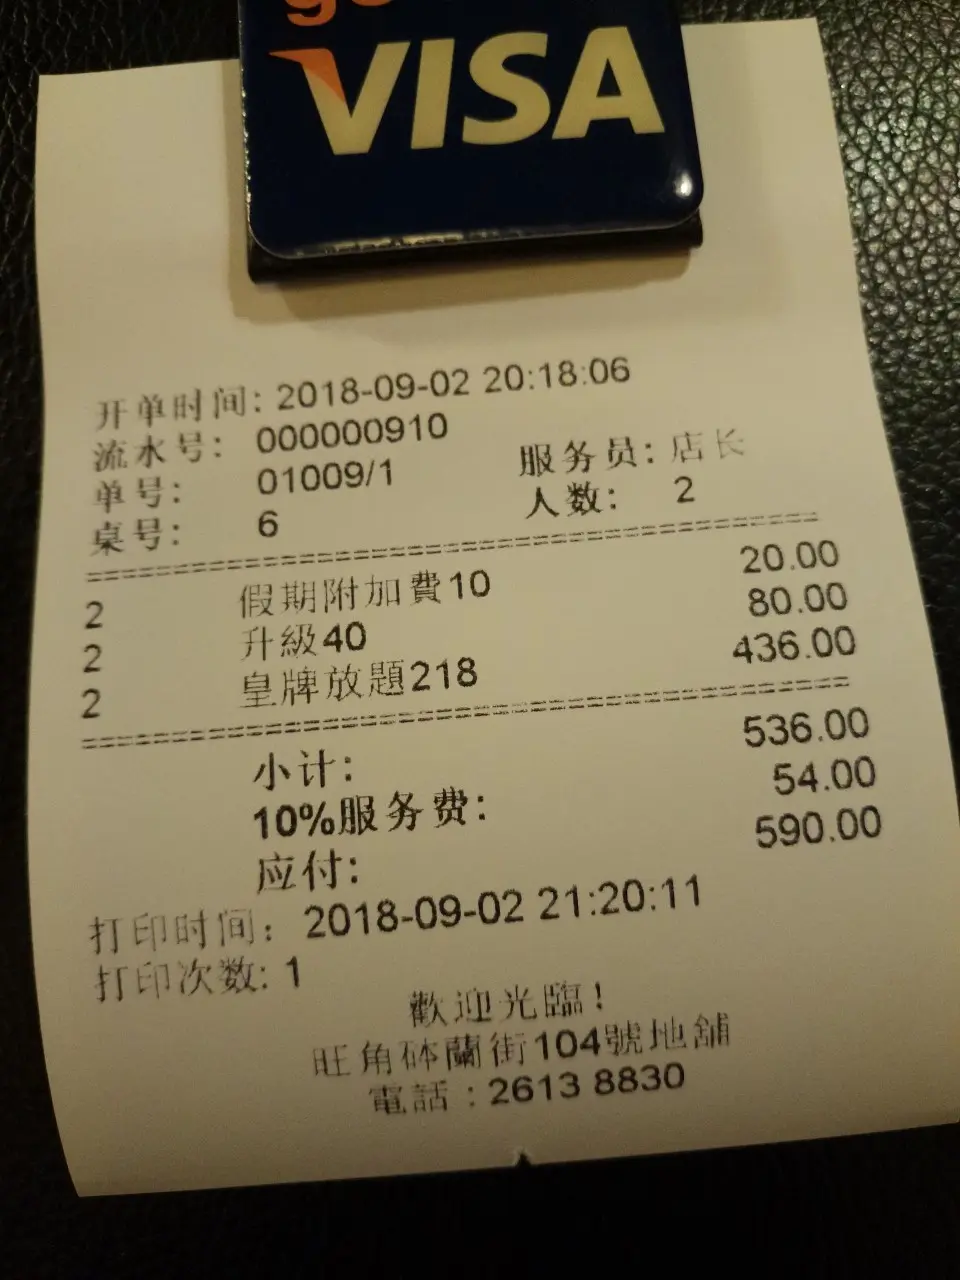 VISA
开单时间: 2018-09-02 20:18:06
流水号: 000000910
单号: 01009/1 服务员: 店长
桌号: 6 人数: 2
2 假期附加費10 20.00
2 升級40 80.00
2 皇牌放題218 436.00
小计: 536.00
10%服务费: 54.00
应付: 590.00
打印时间: 2018-09-02 21:20:11
打印次数: 1
歡迎光臨!
旺角砵蘭街104號地舖
電話:2613 8830